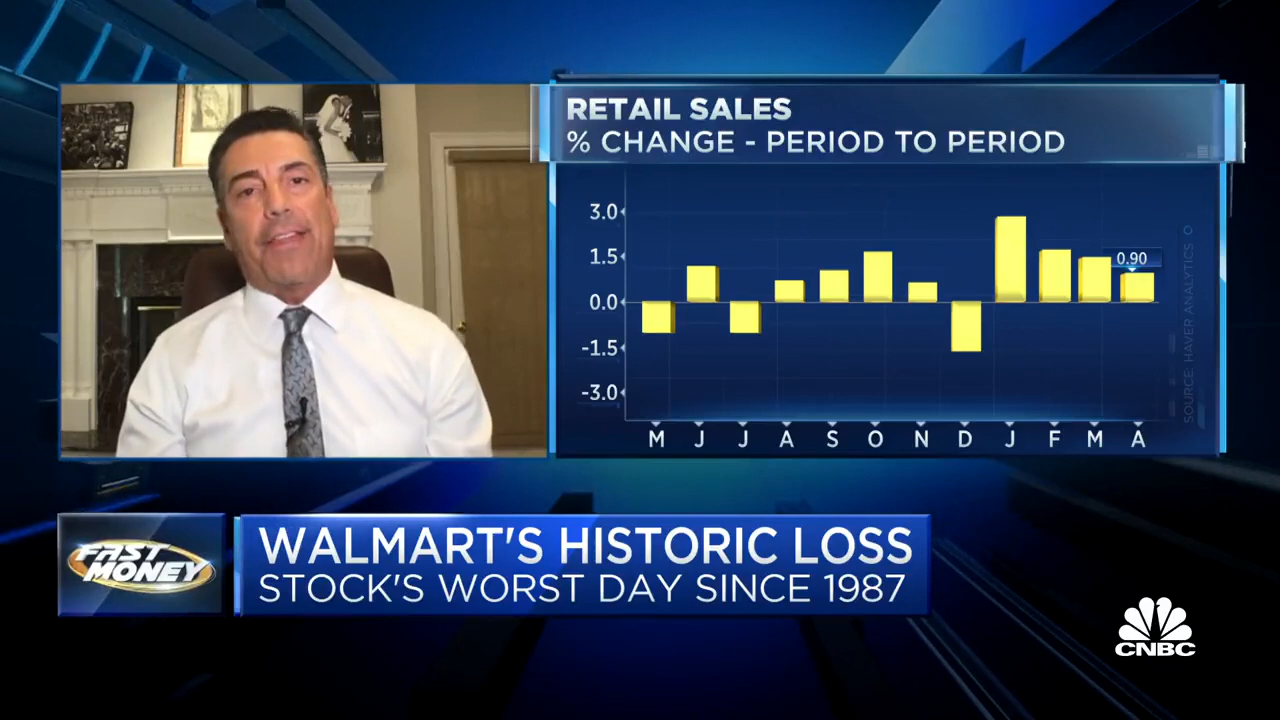 RETAIL SALES
% CHANGE - PERIOD TO PERIOD
3.0
1.5
0.0
-1.5
-3.0
0.90
M J J A S O N D J F M A
SOURCE: HAVER ANALYTICS
FAST
MONEY
WALMART'S HISTORIC LOSS
STOCK'S WORST DAY SINCE 1987
CNBC